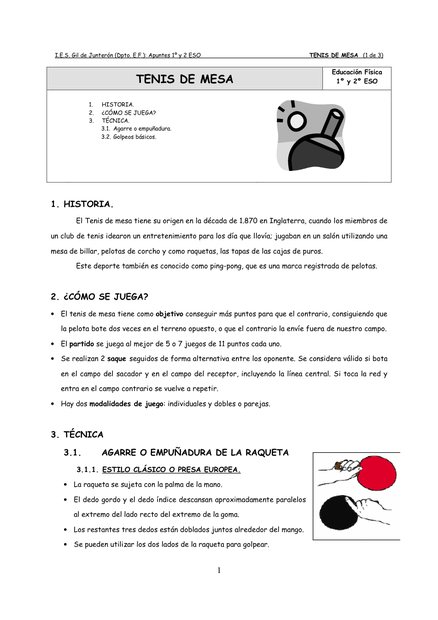 I.E.S. Gil de Junterón (Dpto. E.F.): Apuntes 1º y 2º ESO TENIS DE MESA (1 de 3)
TENIS DE MESA
Educación Física
1º y 2º ESO
1. HISTORIA.
2. ¿CÓMO SE JUEGA?
3. TÉCNICA.
3.1. Agarre o empuñadura.
3.2. Golpeos básicos.
1. HISTORIA.
El Tenis de mesa tiene su origen en la década de 1.870 en Inglaterra, cuando los miembros de
un club de tenis idearon un entretenimiento para los día que llovía; jugaban en un salón utilizando una
mesa de billar, pelotas de corcho y como raquetas, las tapas de las cajas de puros.
Este deporte también es conocido como ping-pong, que es una marca registrada de pelotas.
2. ¿CÓMO SE JUEGA?
• El tenis de mesa tiene como objetivo conseguir más puntos para que el contrario, consiguiendo que
la pelota bote dos veces en el terreno opuesto, o que el contrario la envíe fuera de nuestro campo.
• El partido se juega al mejor de 5 o 7 juegos de 11 puntos cada uno.
• Se realizan 2 saque seguidos de forma alternativa entre los oponente. Se considera válido si bota
en el campo del sacador y en el campo del receptor, incluyendo la línea central. Si toca la red y
entra en el campo contrario se vuelve a repetir.
• Hay dos modalidades de juego: individuales y dobles o parejas.
3. TÉCNICA
3.1. AGARRE O EMPUÑADURA DE LA RAQUETA
3.1.1. ESTILO CLÁSICO O PRESA EUROPEA.
• La raqueta se sujeta con la palma de la mano.
• El dedo gordo y el dedo índice descansan aproximadamente paralelos
al extremo del lado recto del extremo de la goma.
• Los restantes tres dedos están doblados juntos alrededor del mango.
• Se pueden utilizar los dos lados de la raqueta para golpear.
1